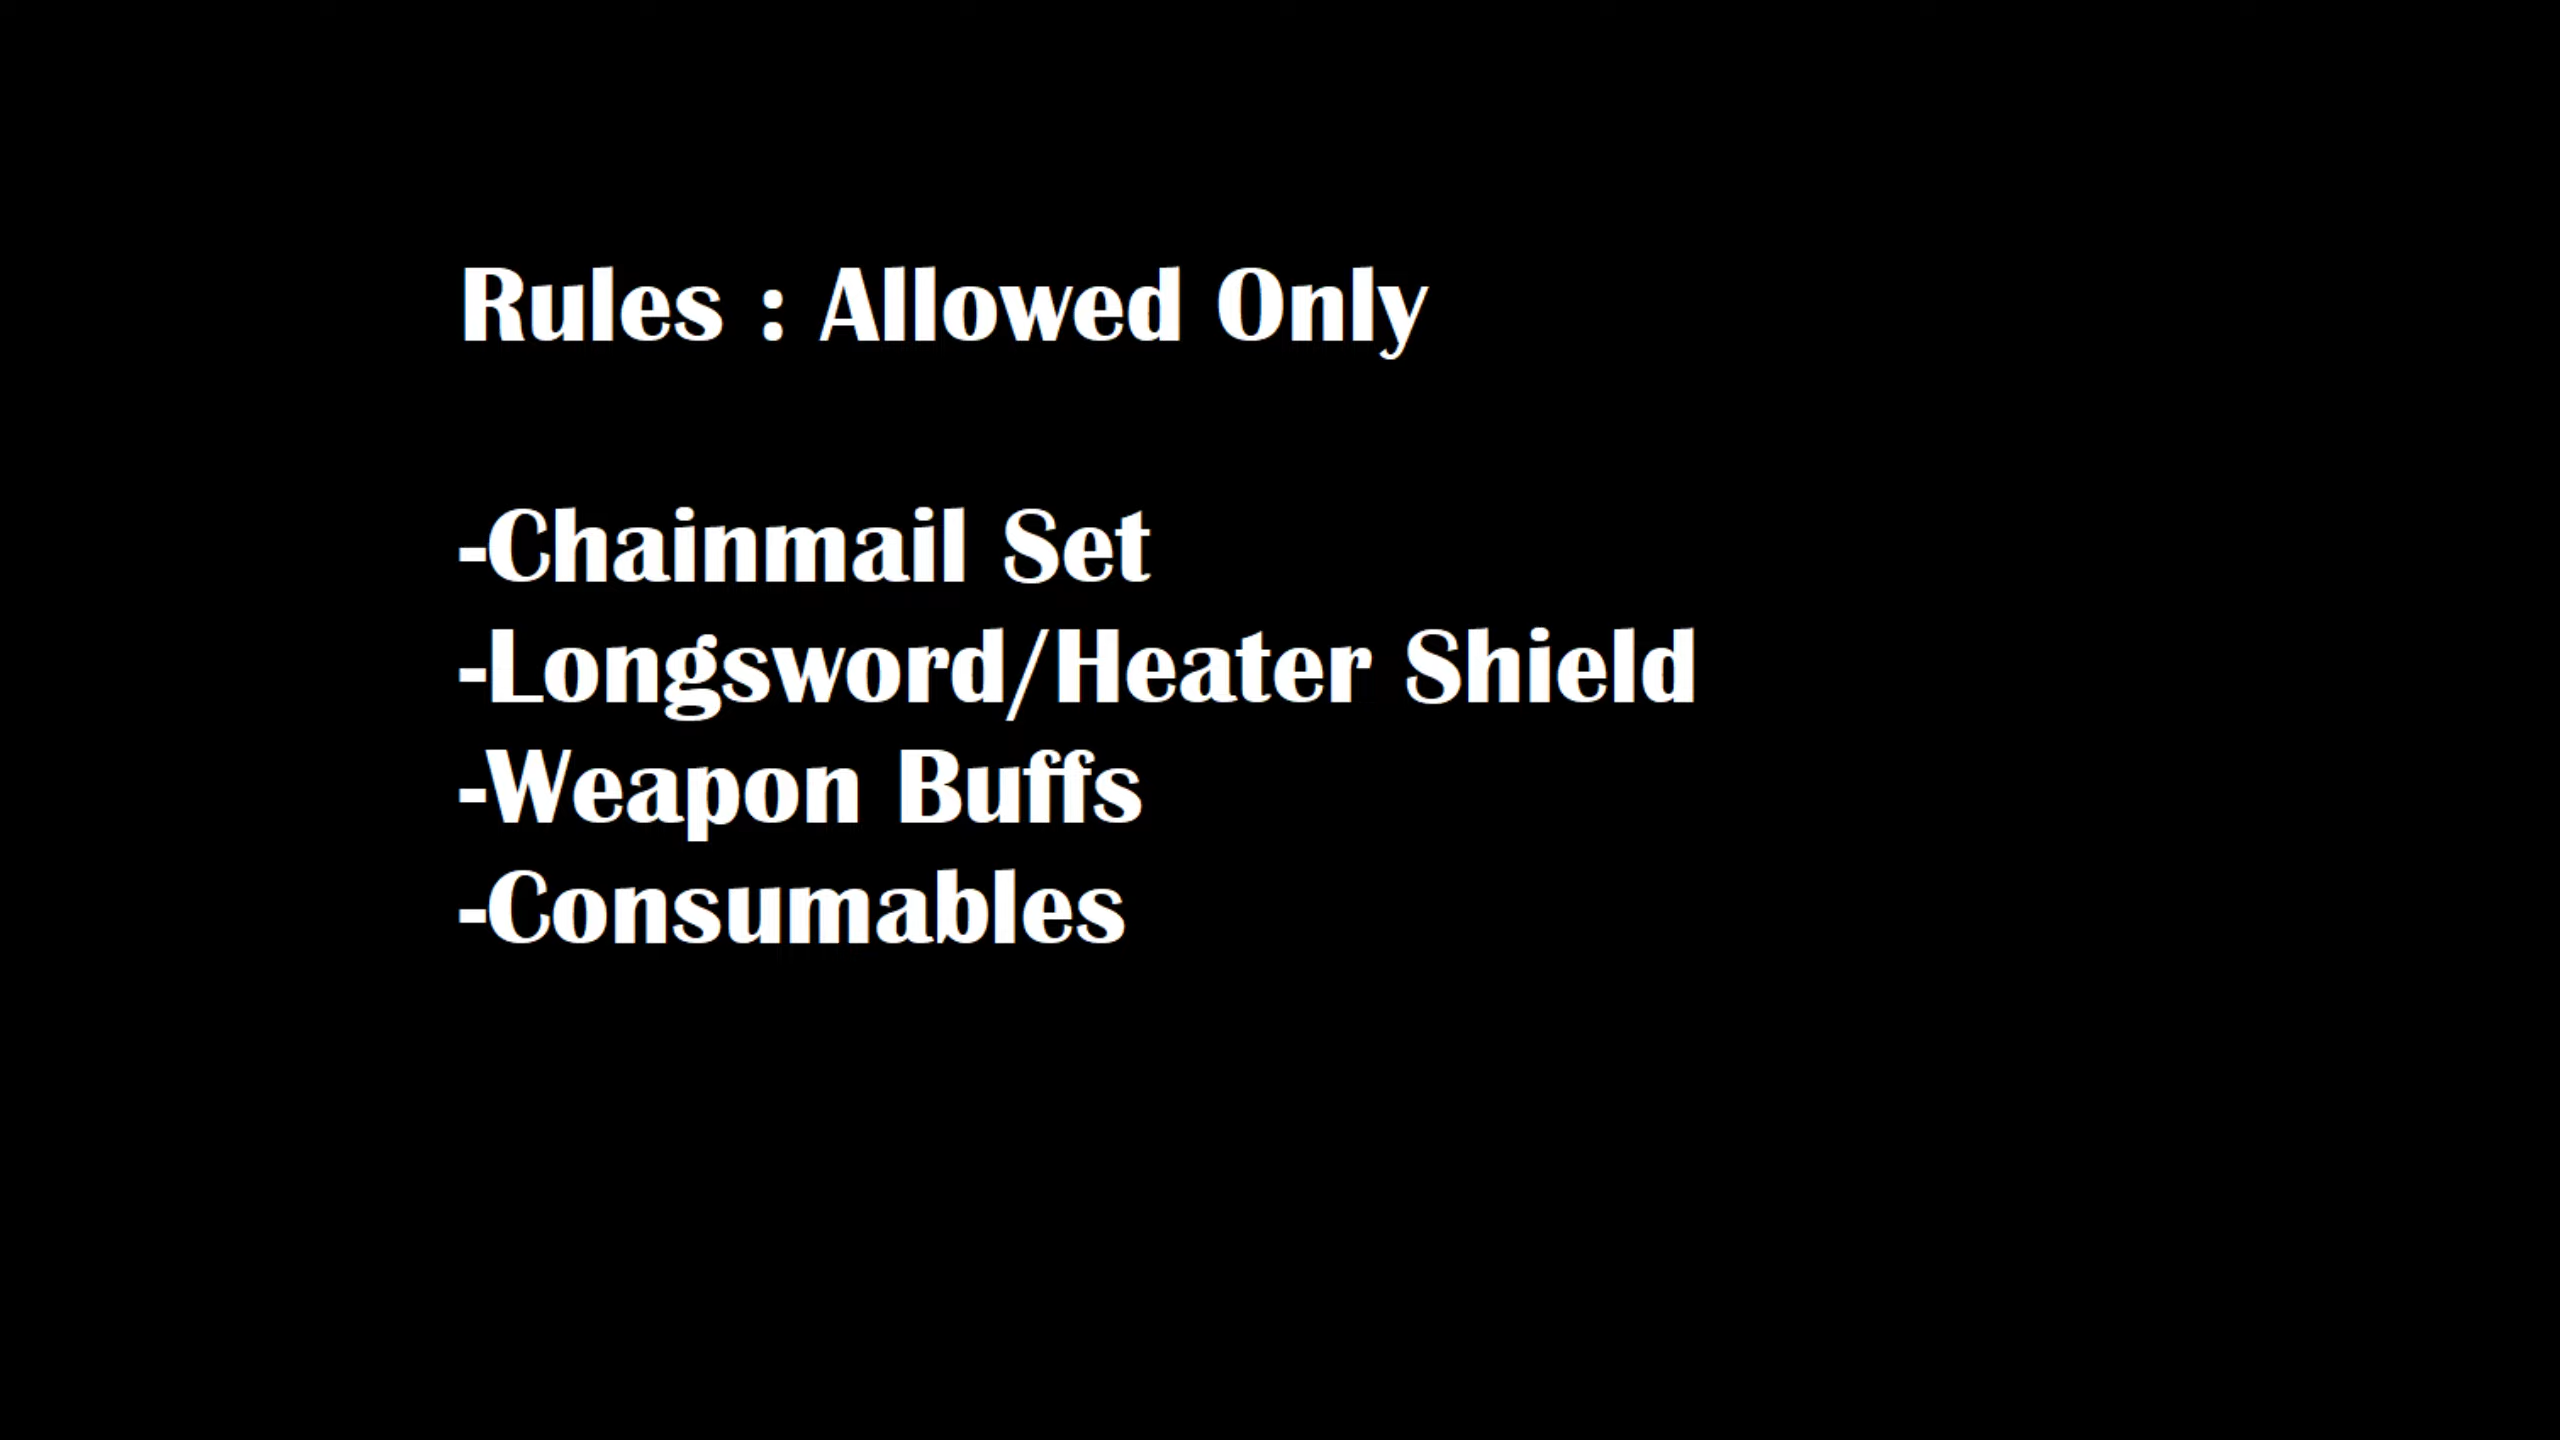 Rules : Allowed Only
-Chainmail Set
-Longsword/Heater Shield
-Weapon Buffs
-Consumables